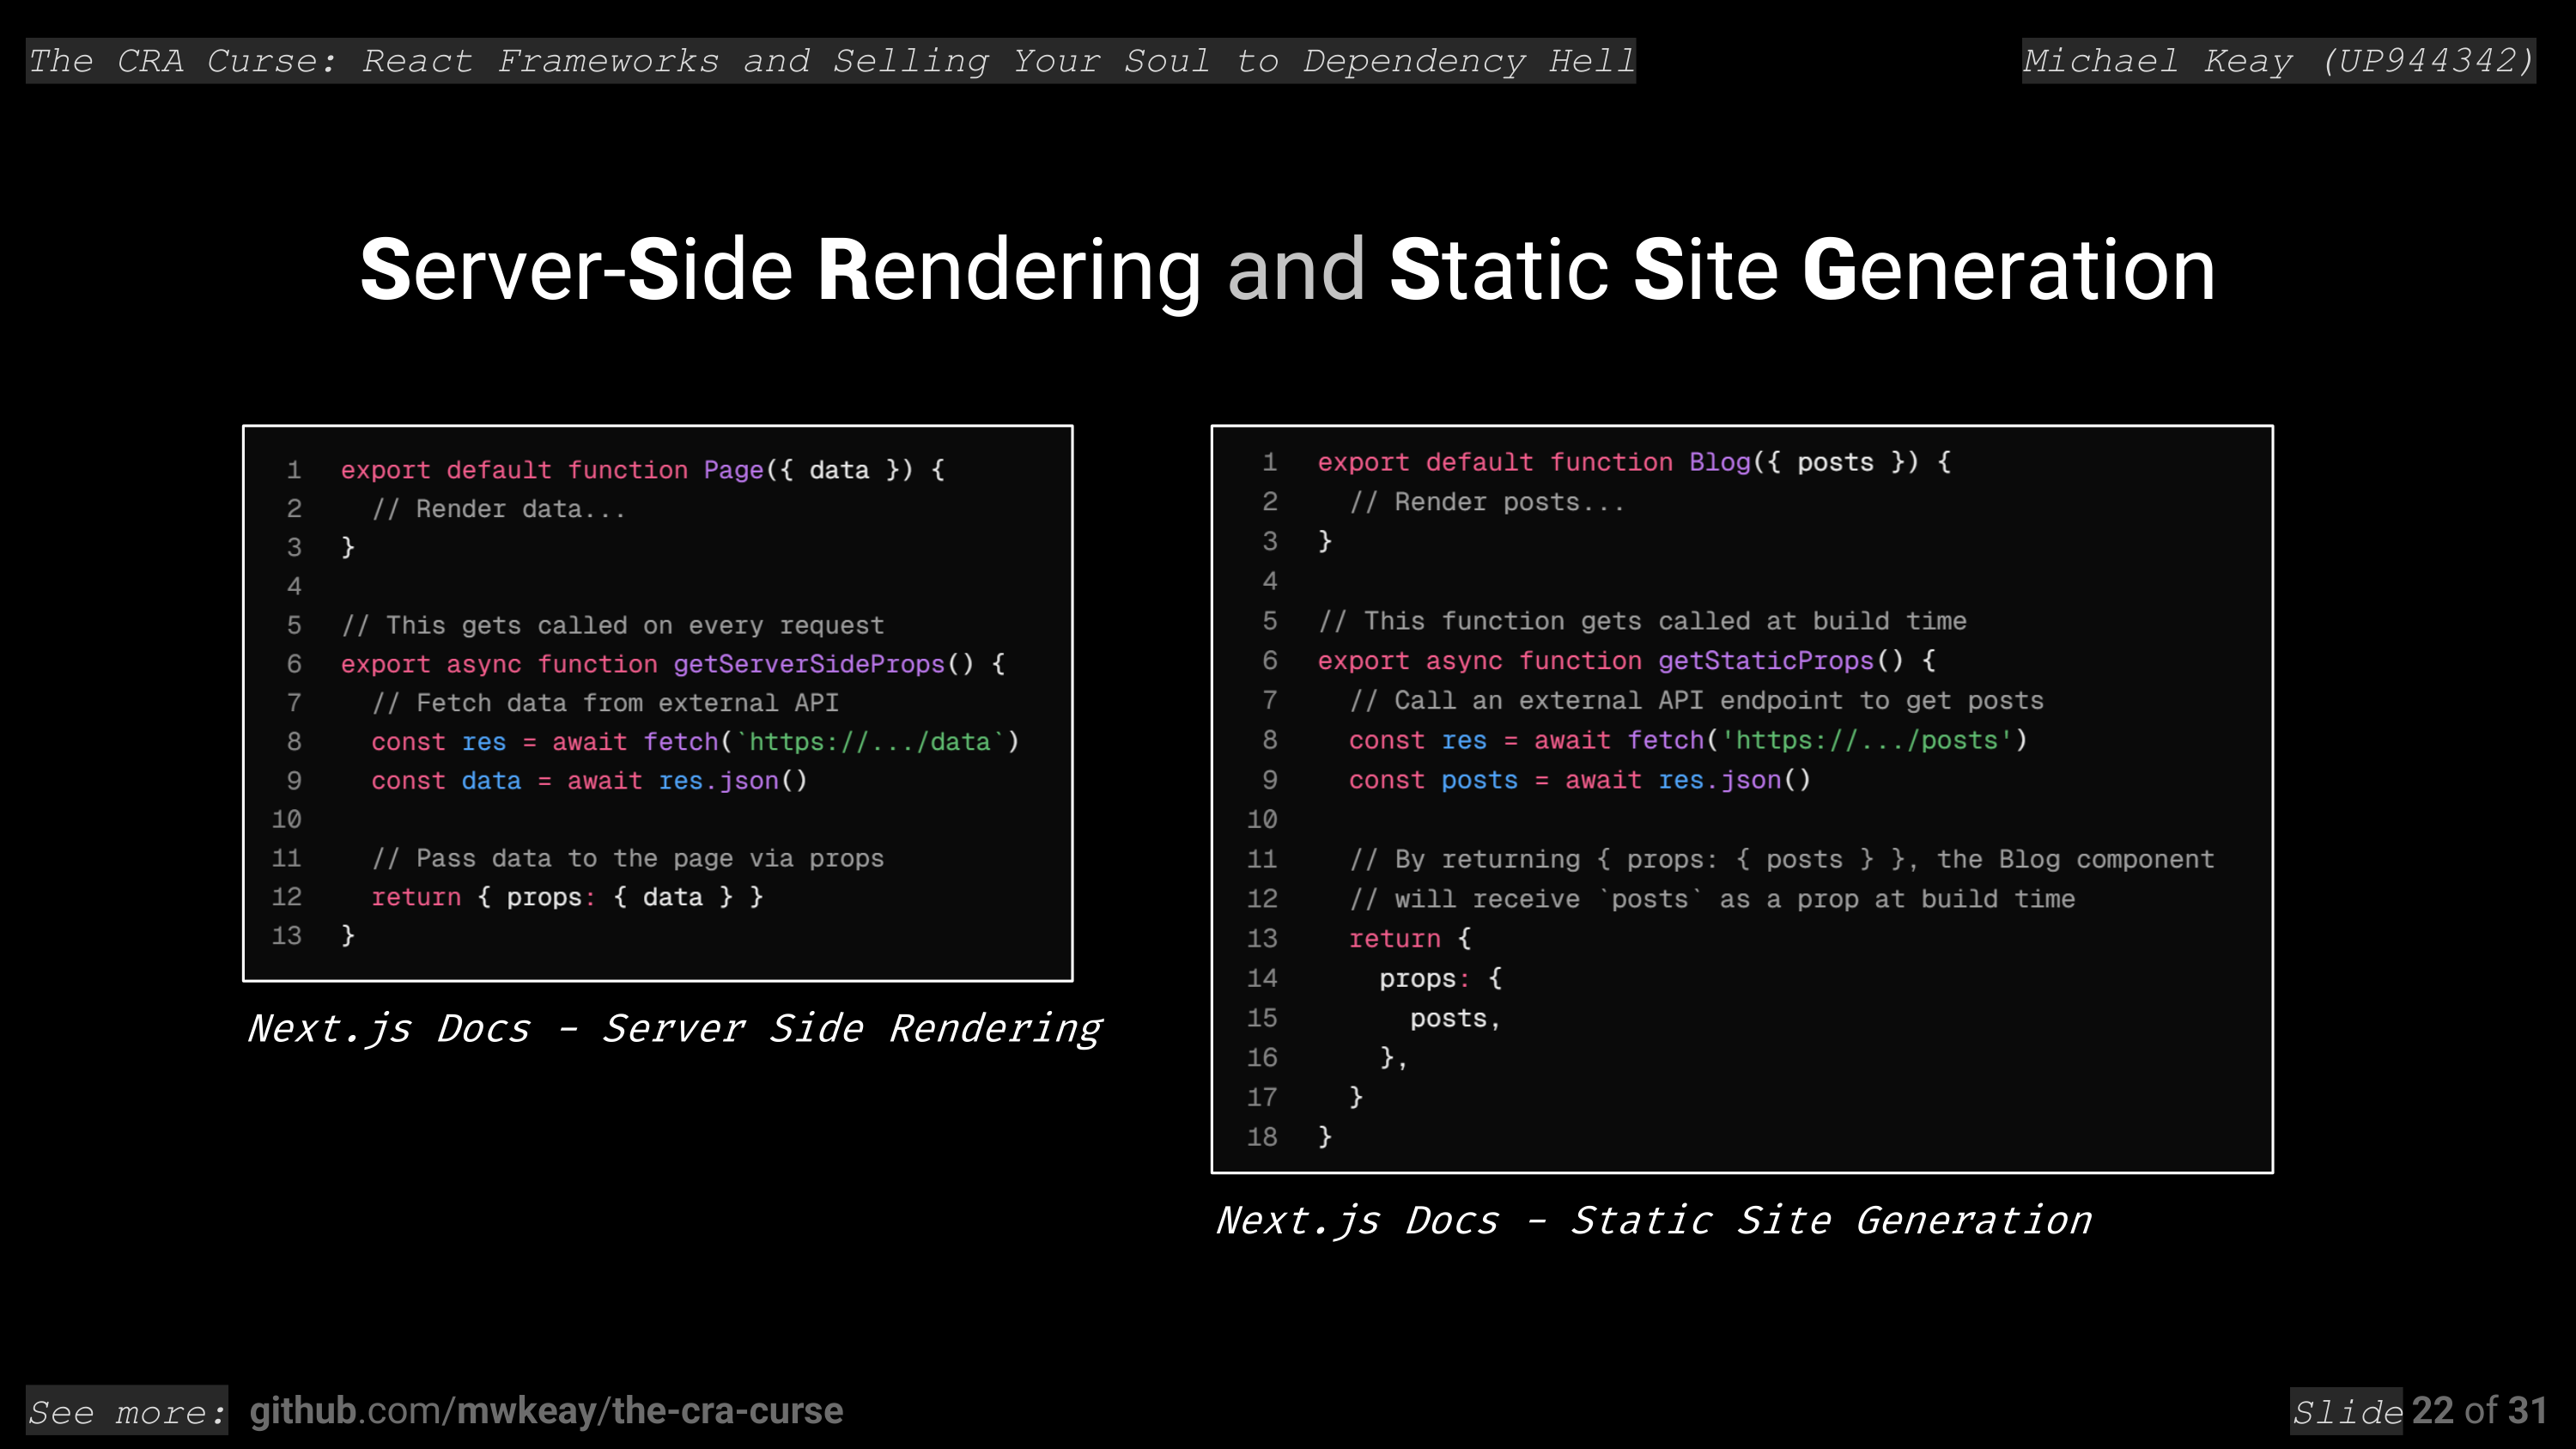 The CRA Curse: React Frameworks and Selling Your Soul to Dependency Hell
Michael Keay (UP944342)
Server-Side Rendering and Static Site Generation
1 export default function Page({ data }) {
2   // Render data...
3 }
4
5 // This gets called on every request
6 export async function getServerSideProps() {
7   // Fetch data from external API
8   const res = await fetch(`https://.../data`)
9   const data = await res.json()
10
11   // Pass data to the page via props
12   return { props: { data } }
13 }
Next.js Docs - Server Side Rendering
1 export default function Blog({ posts }) {
2   // Render posts...
3 }
4
5 // This function gets called at build time
6 export async function getStaticProps() {
7   // Call an external API endpoint to get posts
8   const res = await fetch('https://.../posts')
9   const posts = await res.json()
10
11   // By returning { props: { posts } }, the Blog component
12   // will receive `posts` as a prop at build time
13   return {
14     props: {
15       posts,
16     },
17   }
18 }
Next.js Docs - Static Site Generation
See more: github.com/mwkeay/the-cra-curse
Slide 22 of 31